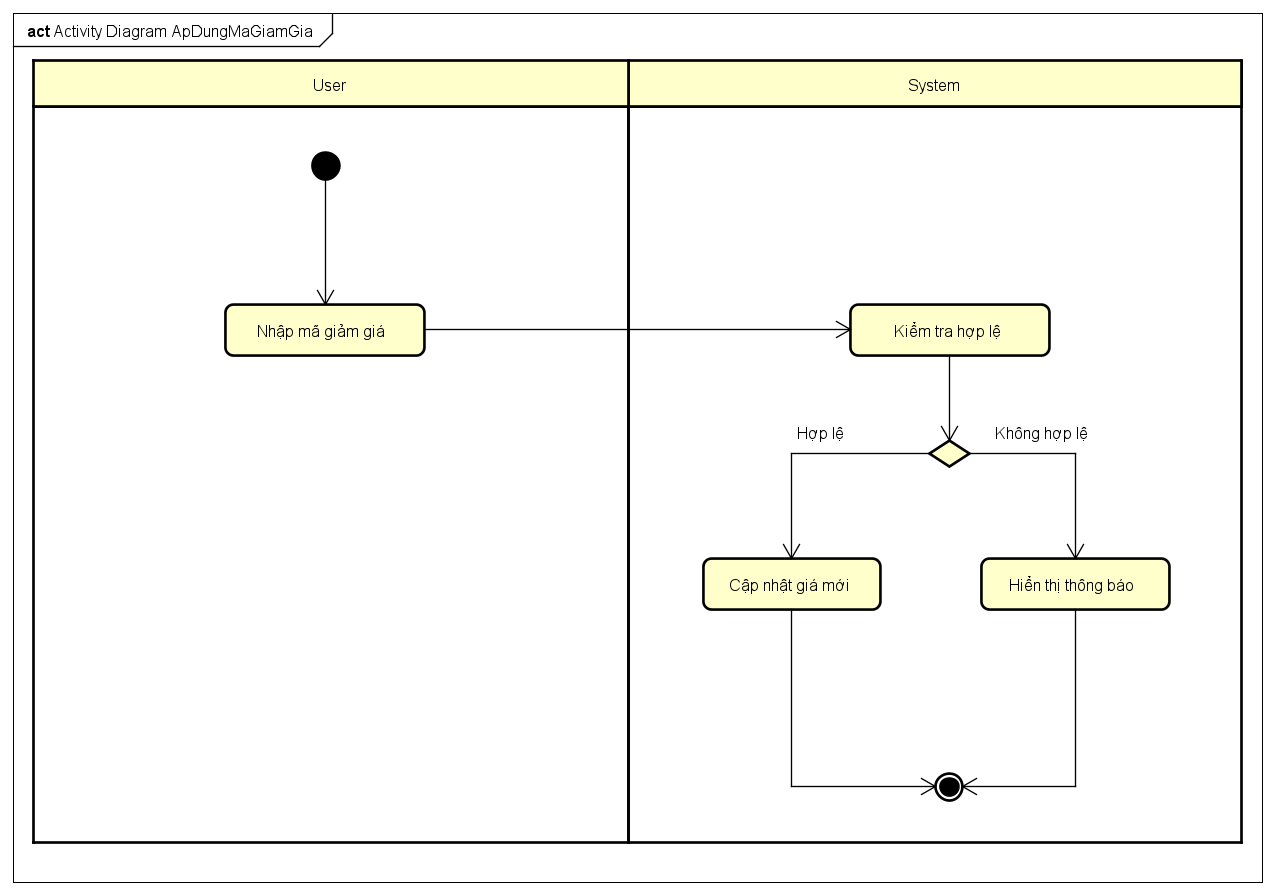 act Activity Diagram ApDungMaGiamGia
User
System
Nhập mã giảm giá
Kiểm tra hợp lệ
Hợp lệ
Không hợp lệ
Cập nhật giá mới
Hiển thị thông báo